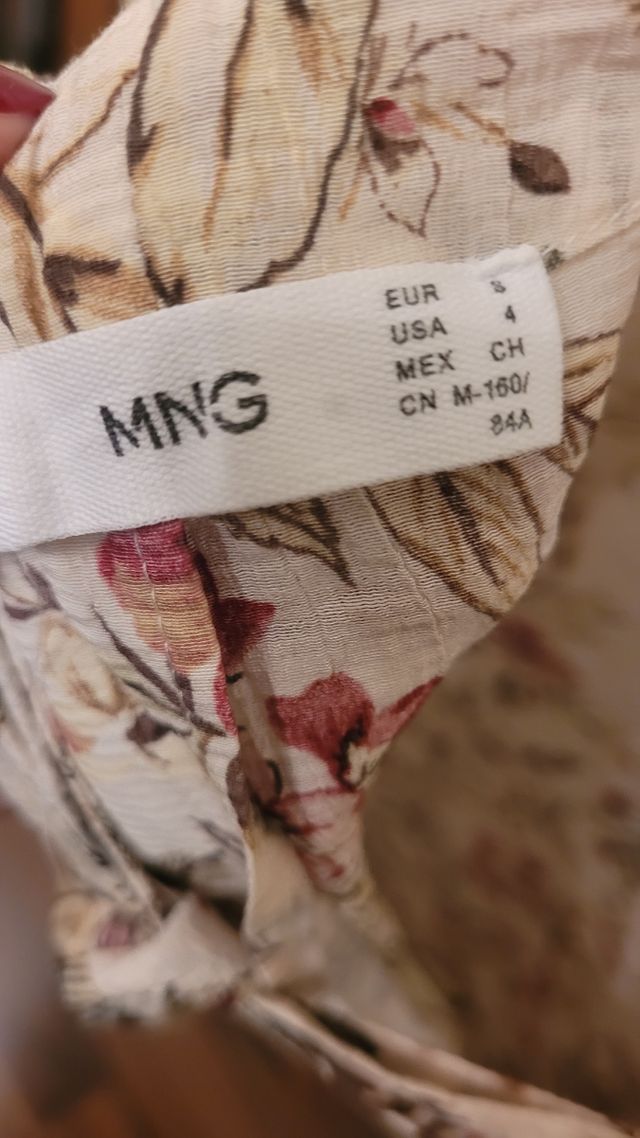 MNG
EUR S
USA 4
MEX CH
CN M-160/
84A